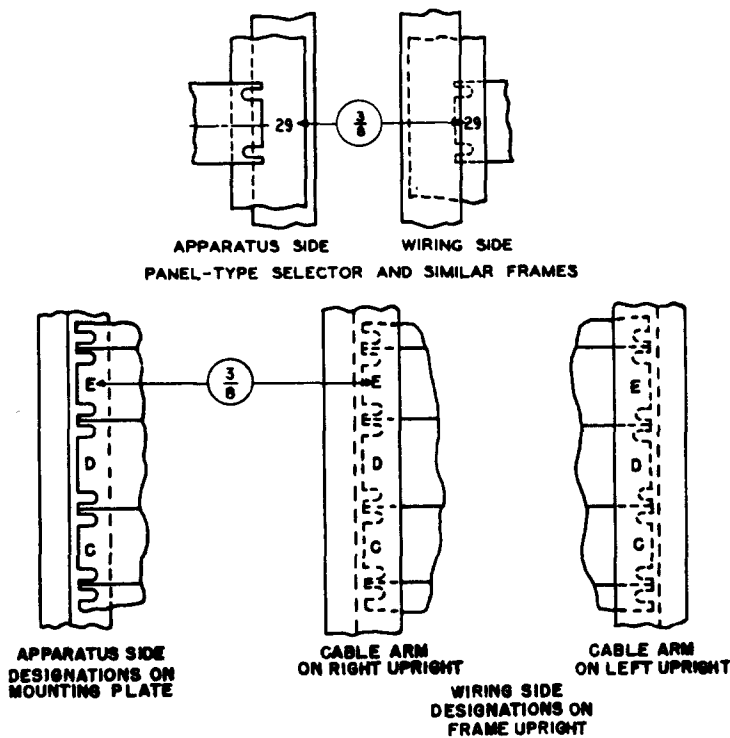 29
3/8
29
APPARATUS SIDE
WIRING SIDE
PANEL-TYPE SELECTOR AND SIMILAR FRAMES
E
D
C
3/8
E
E
E
D
E
C
E
E
D
C
APPARATUS SIDE
DESIGNATIONS ON
MOUNTING PLATE
CABLE ARM
ON RIGHT UPRIGHT
CABLE ARM
ON LEFT UPRIGHT
WIRING SIDE
DESIGNATIONS ON
FRAME UPRIGHT